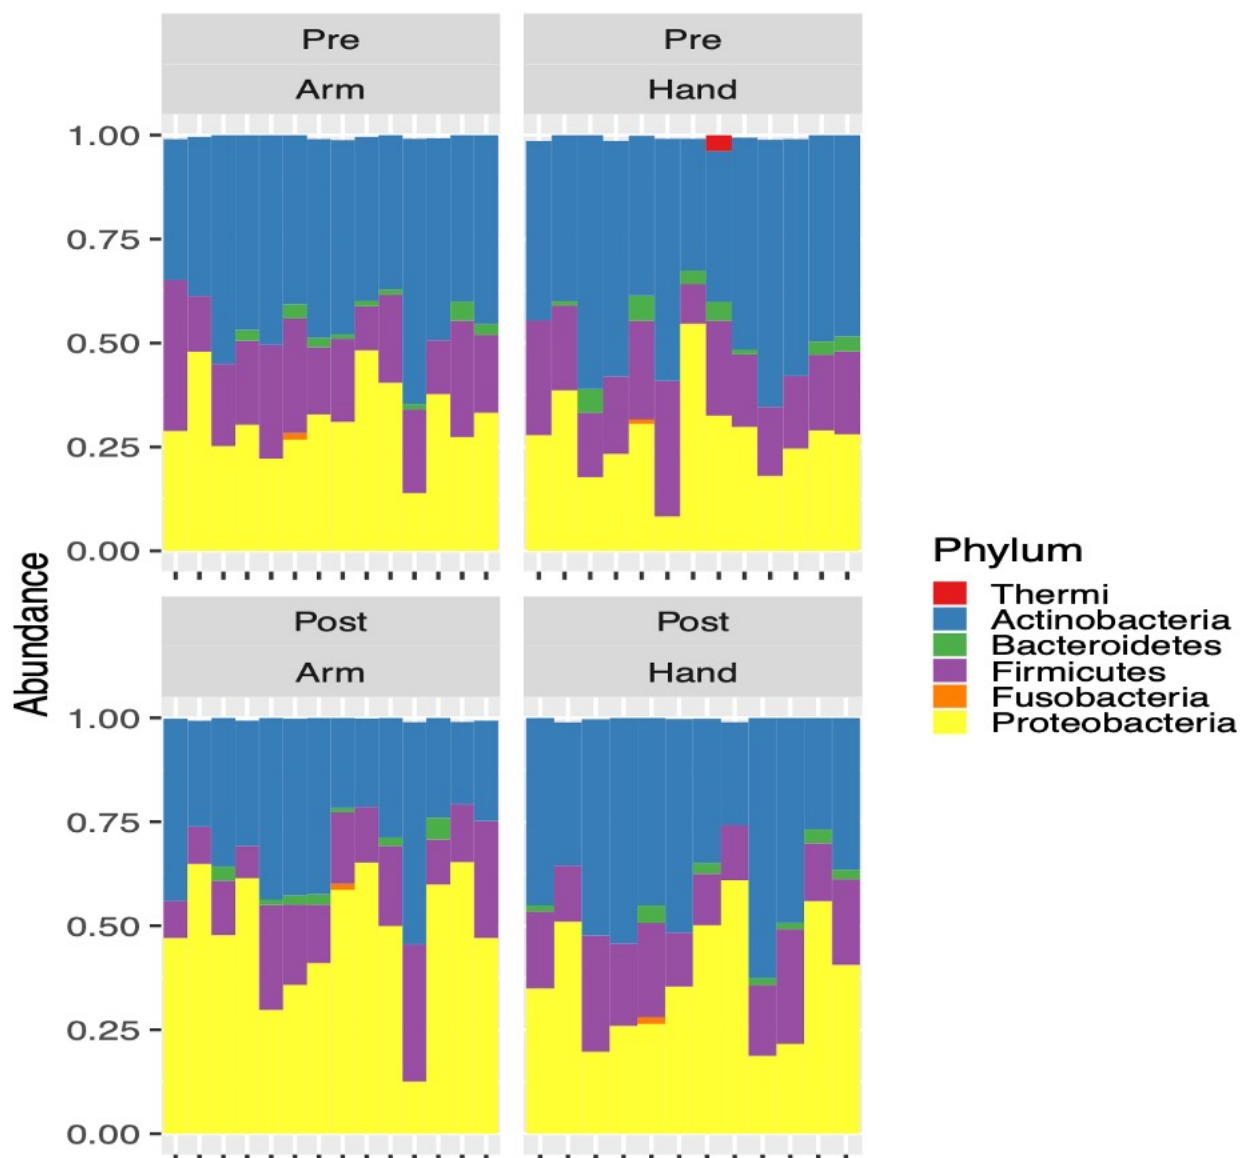 Pre
Pre
Arm
Hand
1.00
0.75
0.50
0.25
0.00
Post
Post
Arm
Hand
1.00
0.75
0.50
0.25
0.00
Abundance
Phylum
Thermi
Actinobacteria
Bacteroidetes
Firmicutes
Fusobacteria
Proteobacteria